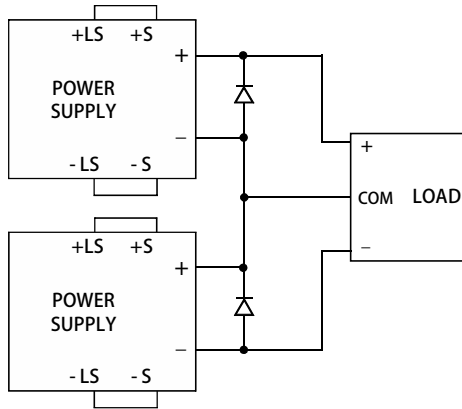 +LS +S
+
POWER
SUPPLY
−
- LS - S
+
COM LOAD
−
+LS +S
+
POWER
SUPPLY
−
- LS - S